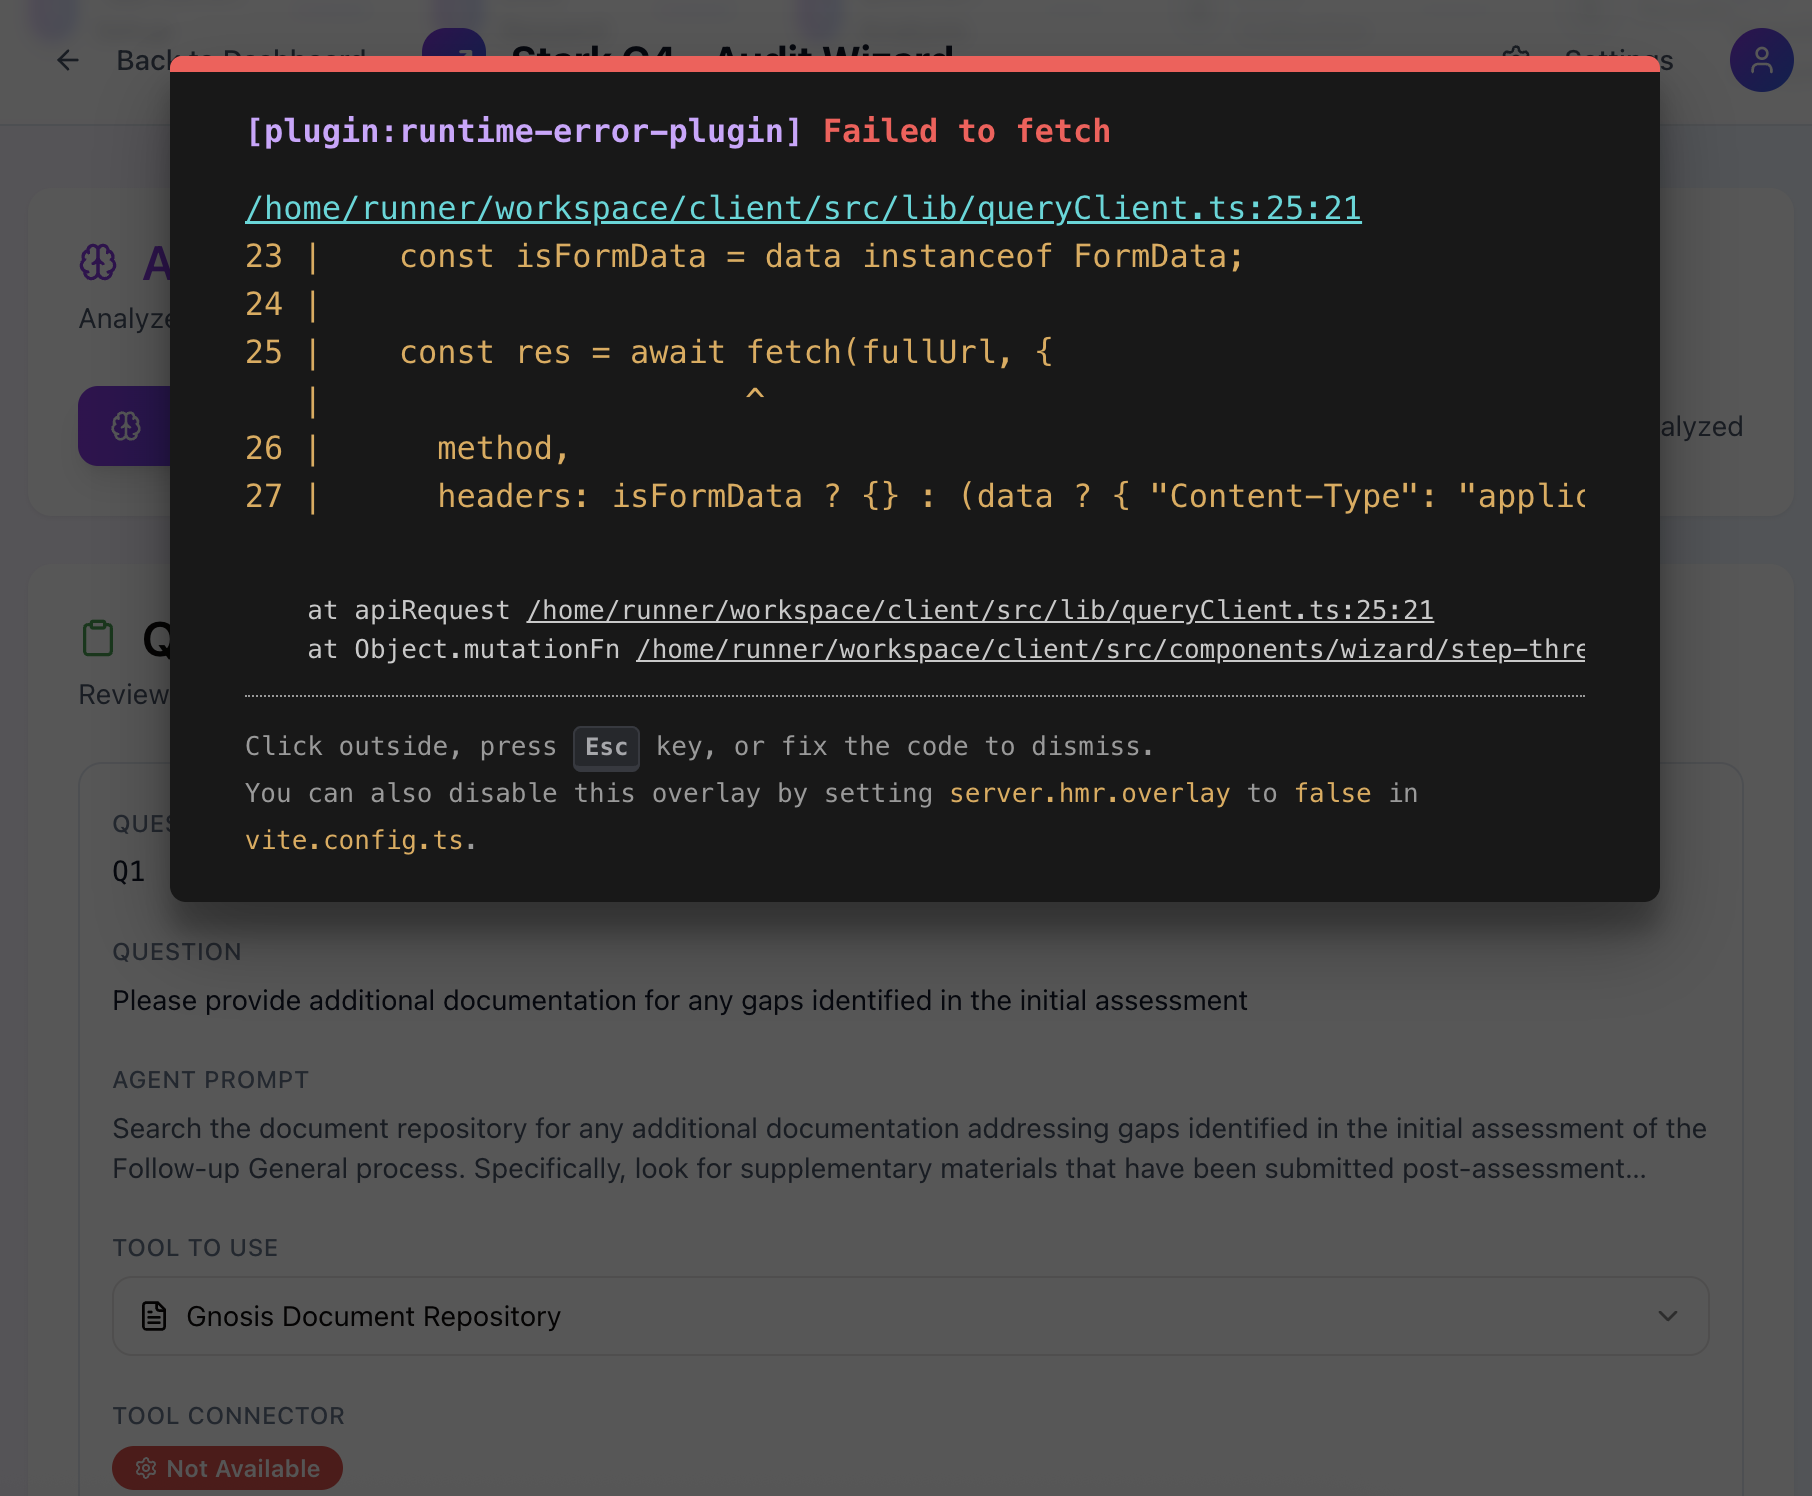 Back to Dashboard
Stark Q4 - Audit Wizard
Settings
[plugin:runtime-error-plugin] Failed to fetch
/home/runner/workspace/client/src/lib/queryClient.ts:25:21
23 |    const isFormData = data instanceof FormData;
24 |
25 |    const res = await fetch(fullUrl, {
   |                      ^
26 |      method,
27 |      headers: isFormData ? {} : (data ? { "Content-Type": "applic
at apiRequest /home/runner/workspace/client/src/lib/queryClient.ts:25:21
at Object.mutationFn /home/runner/workspace/client/src/components/wizard/step-thre
Click outside, press Esc key, or fix the code to dismiss.
You can also disable this overlay by setting server.hmr.overlay to false in
vite.config.ts.
A
Analyze
alyzed
Q
Review
QUES
Q1
QUESTION
Please provide additional documentation for any gaps identified in the initial assessment
AGENT PROMPT
Search the document repository for any additional documentation addressing gaps identified in the initial assessment of the
Follow-up General process. Specifically, look for supplementary materials that have been submitted post-assessment...
TOOL TO USE
Gnosis Document Repository
TOOL CONNECTOR
Not Available